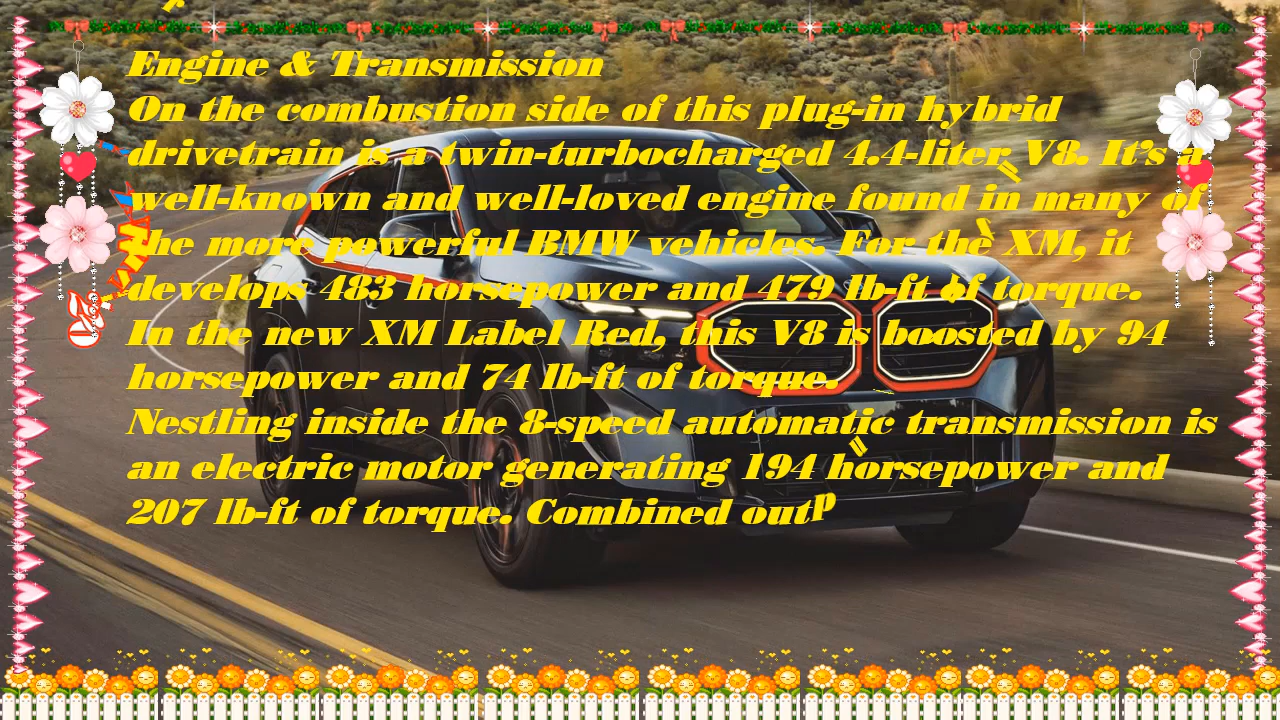 Engine & Transmission
On the combustion side of this plug-in hybrid
drivetrain is a twin-turbocharged 4.4-liter V8. It's a
well-known and well-loved engine found in many of
the more powerful BMW vehicles. For the XM, it
develops 483 horsepower and 479 lb-ft of torque.
In the new XM Label Red, this V8 is boosted by 94
horsepower and 74 lb-ft of torque.
Nestling inside the 8-speed automatic transmission is
an electric motor generating 194 horsepower and
207 lb-ft of torque. Combined outp